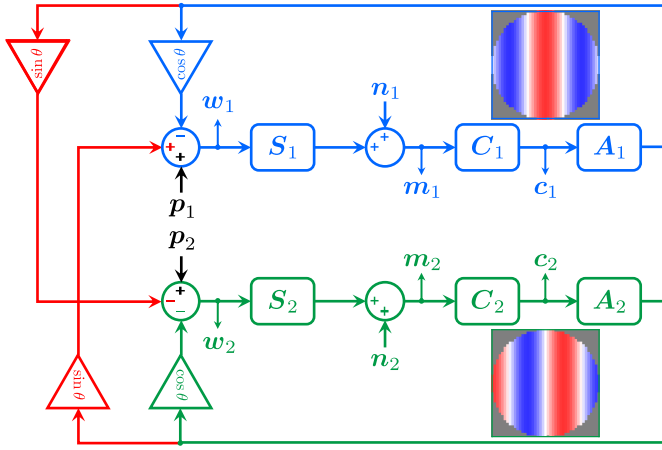 sin θ
cos θ
w₁
n₁
−
+
+
S₁
+
+
C₁
A₁
m₁
c₁
p₁
p₂
m₂
c₂
+
−
−
S₂
+
+
C₂
A₂
w₂
n₂
sin θ
cos θ